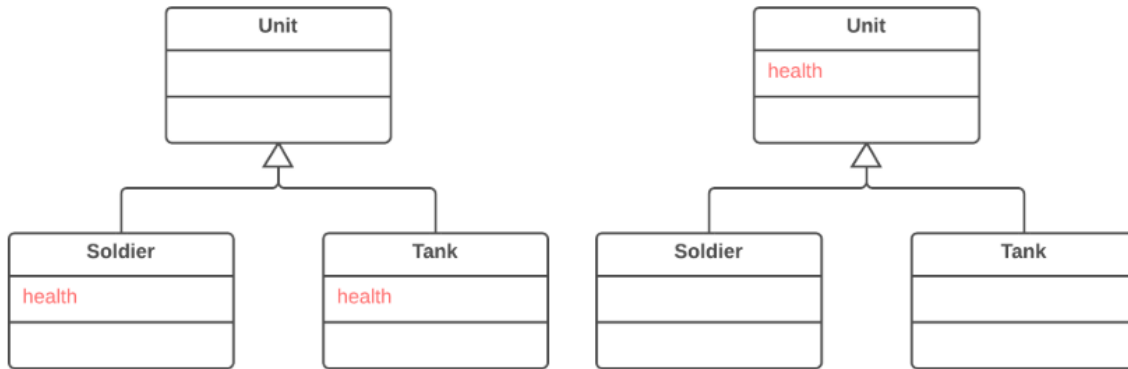 Unit
Soldier
health
Tank
health
Unit
health
Soldier
Tank